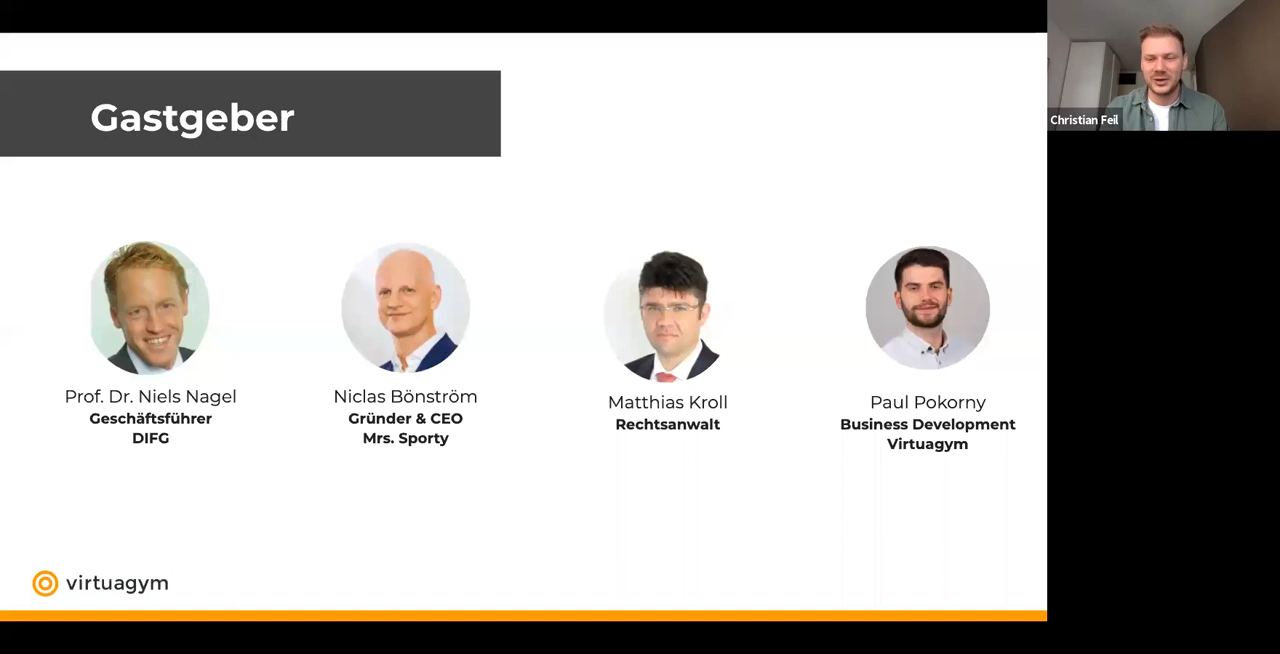 Gastgeber
Christian Feil
Prof. Dr. Niels Nagel
Geschäftsführer
DIFG
Niclas Bönström
Gründer & CEO
Mrs. Sporty
Matthias Kroll
Rechtsanwalt
Paul Pokorny
Business Development
Virtuagym
virtuagym